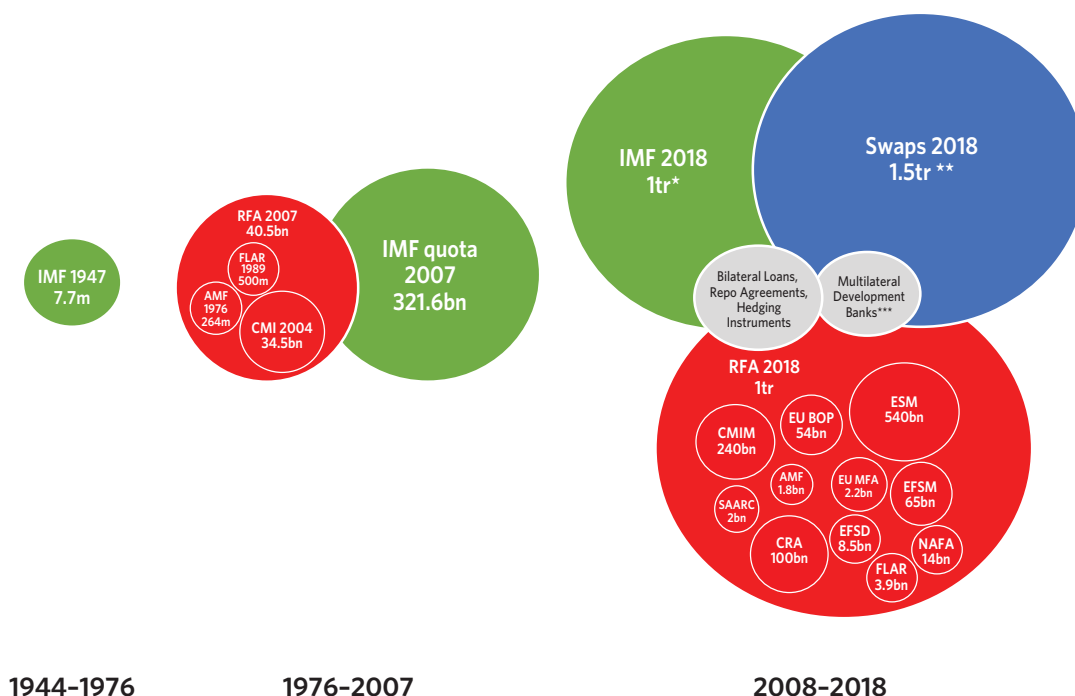 IMF 1947
7.7m
RFA 2007
40.5bn
FLAR
1989
500m
AMF
1976
264m
CMI 2004
34.5bn
IMF quota
2007
321.6bn
IMF 2018
1tr*
Swaps 2018
1.5tr **
Bilateral Loans,
Repo Agreements,
Hedging
Instruments
Multilateral
Development
Banks***
RFA 2018
1tr
CMIM
240bn
EU BOP
54bn
ESM
540bn
AMF
1.8bn
EU MFA
2.2bn
EFSM
65bn
SAARC
2bn
CRA
100bn
EFSD
8.5bn
NAFA
14bn
FLAR
3.9bn
1944–1976
1976–2007
2008–2018